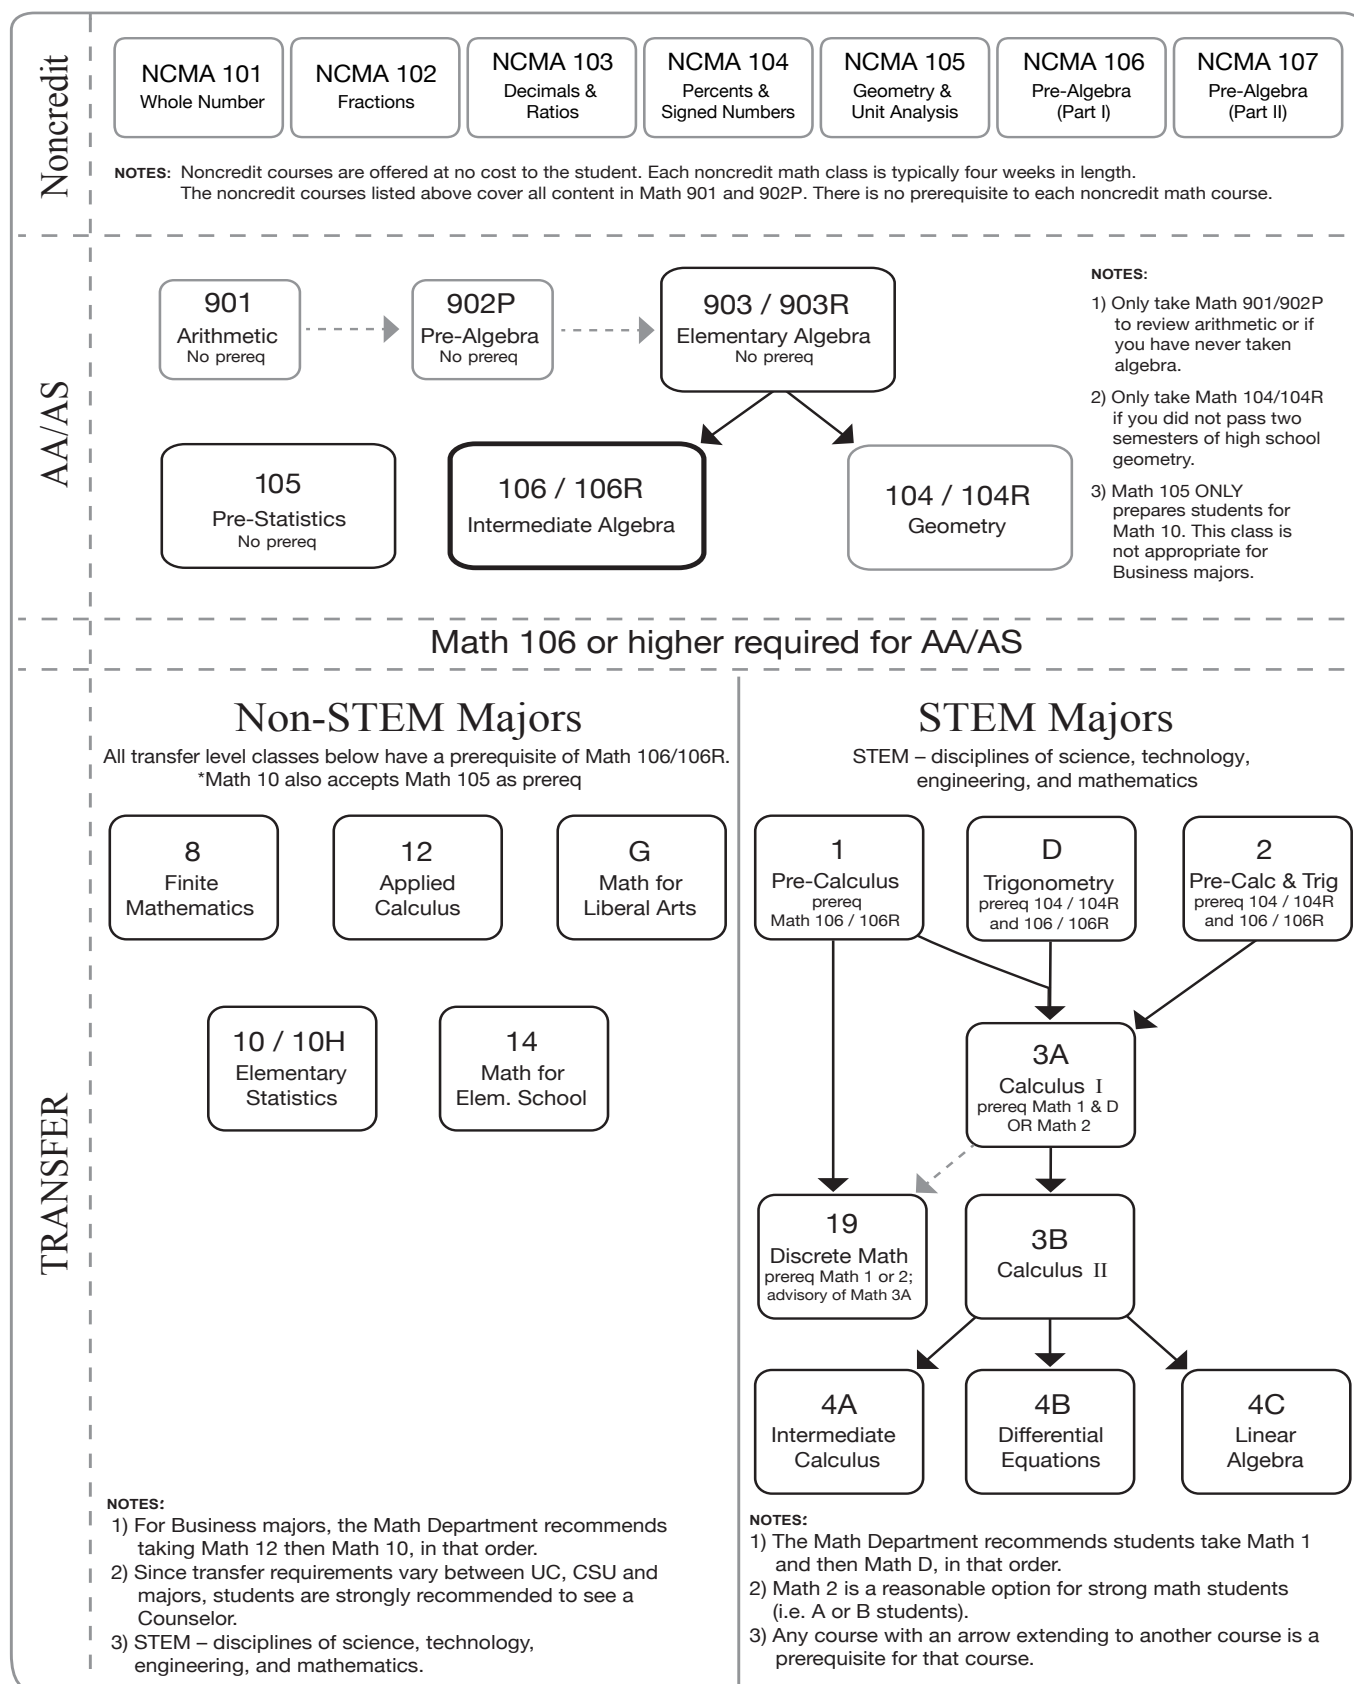 Noncredit
NCMA 101
Whole Number
NCMA 102
Fractions
NCMA 103
Decimals &
Ratios
NCMA 104
Percents &
Signed Numbers
NCMA 105
Geometry &
Unit Analysis
NCMA 106
Pre-Algebra
(Part I)
NCMA 107
Pre-Algebra
(Part II)
NOTES: Noncredit courses are offered at no cost to the student. Each noncredit math class is typically four weeks in length.
The noncredit courses listed above cover all content in Math 901 and 902P. There is no prerequisite to each noncredit math course.
AA/AS
901
Arithmetic
No prereq
902P
Pre-Algebra
No prereq
903 / 903R
Elementary Algebra
No prereq
105
Pre-Statistics
No prereq
106 / 106R
Intermediate Algebra
104 / 104R
Geometry
NOTES:
1) Only take Math 901/902P
to review arithmetic or if
you have never taken
algebra.
2) Only take Math 104/104R
if you did not pass two
semesters of high school
geometry.
3) Math 105 ONLY
prepares students for
Math 10. This class is
not appropriate for
Business majors.
Math 106 or higher required for AA/AS
TRANSFER
Non-STEM Majors
All transfer level classes below have a prerequisite of Math 106/106R.
*Math 10 also accepts Math 105 as prereq
8
Finite
Mathematics
12
Applied
Calculus
G
Math for
Liberal Arts
10 / 10H
Elementary
Statistics
14
Math for
Elem. School
NOTES:
1) For Business majors, the Math Department recommends
taking Math 12 then Math 10, in that order.
2) Since transfer requirements vary between UC, CSU and
majors, students are strongly recommended to see a
Counselor.
3) STEM – disciplines of science, technology,
engineering, and mathematics.
STEM Majors
STEM – disciplines of science, technology,
engineering, and mathematics
1
Pre-Calculus
prereq
Math 106 / 106R
D
Trigonometry
prereq 104 / 104R
and 106 / 106R
2
Pre-Calc & Trig
prereq 104 / 104R
and 106 / 106R
3A
Calculus I
prereq Math 1 & D
OR Math 2
19
Discrete Math
prereq Math 1 or 2;
advisory of Math 3A
3B
Calculus II
4A
Intermediate
Calculus
4B
Differential
Equations
4C
Linear
Algebra
NOTES:
1) The Math Department recommends students take Math 1
and then Math D, in that order.
2) Math 2 is a reasonable option for strong math students
(i.e. A or B students).
3) Any course with an arrow extending to another course is a
prerequisite for that course.